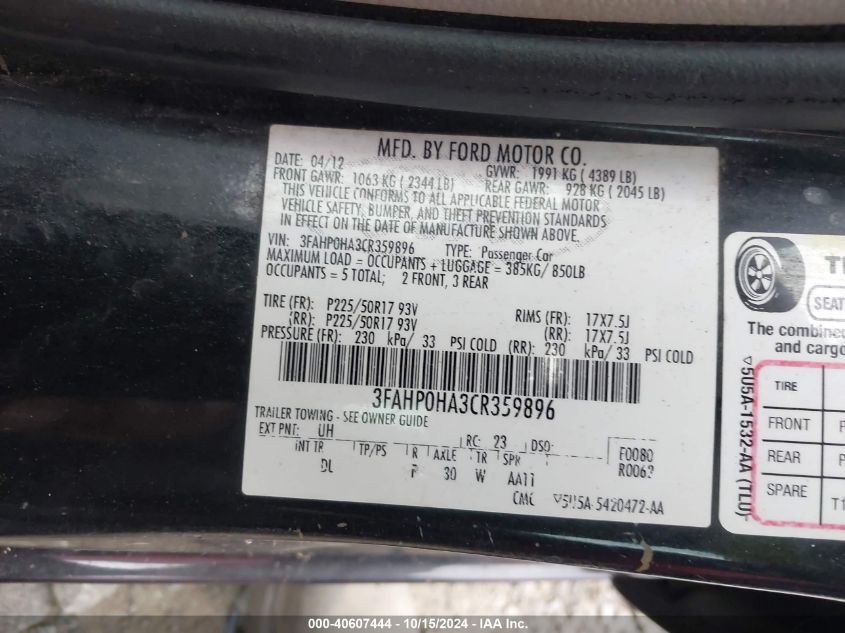 MFD. BY FORD MOTOR CO.
DATE: 04/12 GVWR: 1991 KG ( 4389 LB)
FRONT GAWR: 1063 KG ( 2344 LB) REAR GAWR: 928 KG ( 2045 LB)
THIS VEHICLE CONFORMS TO ALL APPLICABLE FEDERAL MOTOR
VEHICLE SAFETY, BUMPER, AND THEFT PREVENTION STANDARDS
IN EFFECT ON THE DATE OF MANUFACTURE SHOWN ABOVE.
VIN: 3FAHP0HA3CR359896 TYPE: Passenger Car
MAXIMUM LOAD = OCCUPANTS + LUGGAGE = 385KG/ 850LB
OCCUPANTS = 5 TOTAL; 2 FRONT, 3 REAR
TIRE (FR): P225/50R17 93V RIMS (FR): 17X7.5J
(RR): P225/50R17 93V (RR): 17X7.5J
PRESSURE (FR): 230 kPa/ 33 PSI COLD (RR): 230 kPa/ 33 PSI COLD
3FAHP0HA3CR359896
TRAILER TOWING - SEE OWNER GUIDE
EXT PNT: UH RC: 23 DSO: F0080
INT TR TP/PS R AXLE TR SPR
DL 30 W AA11
V5U5A-5420472-AA
SEAT
The combine
and cargo
TIRE
FRONT P
REAR P
SPARE T1
V5U5A-1532-AA (TL0)
000-40607444 - 10/15/2024 - IAA Inc.